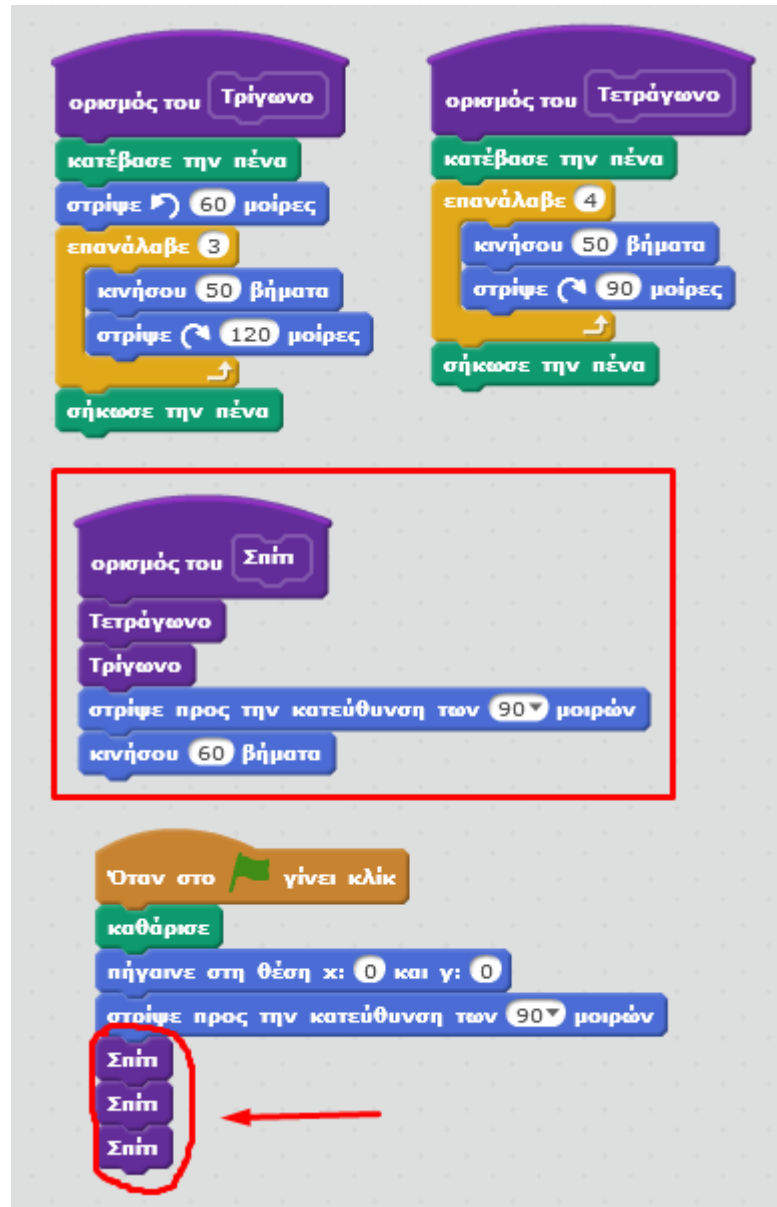 ορισμός του Τρίγωνο
κατέβασε την πένα
στρίψε 60 μοίρες
επανάλαβε 3
κινήσου 50 βήματα
στρίψε 120 μοίρες
σήκωσε την πένα
ορισμός του Τετράγωνο
κατέβασε την πένα
επανάλαβε 4
κινήσου 50 βήματα
στρίψε 90 μοίρες
σήκωσε την πένα
ορισμός του Σπίτι
Τετράγωνο
Τρίγωνο
στρίψε προς την κατεύθυνση των 90 μοιρών
κινήσου 60 βήματα
Όταν στο γίνει κλίκ
καθάρισε
πήγαινε στη θέση x: 0 και y: 0
στρίψε προς την κατεύθυνση των 90 μοιρών
Σπίτι
Σπίτι
Σπίτι